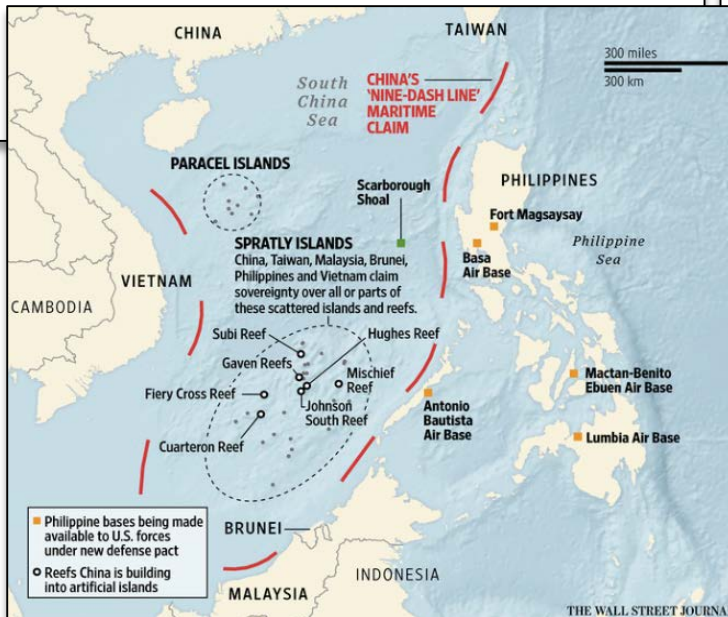 CHINA
TAIWAN
300 miles
300 km
South
China
Sea
CHINA'S
'NINE-DASH LINE'
MARITIME
CLAIM
PARACEL ISLANDS
Scarborough
Shoal
PHILIPPINES
Fort Magsaysay
Basa
Air Base
Philippine
Sea
SPRATLY ISLANDS
China, Taiwan, Malaysia, Brunei,
Philippines and Vietnam claim
sovereignty over all or parts of
these scattered islands and reefs.
VIETNAM
CAMBODIA
Subi Reef
Hughes Reef
Gaven Reefs
Mischief
Reef
Fiery Cross Reef
Johnson
South Reef
Cuarteron Reef
Antonio
Bautista
Air Base
Mactan-Benito
Ebuen Air Base
Lumbia Air Base
Philippine bases being made
available to U.S. forces
under new defense pact
Reefs China is building
into artificial islands
BRUNEI
MALAYSIA
INDONESIA
THE WALL STREET JOURNA